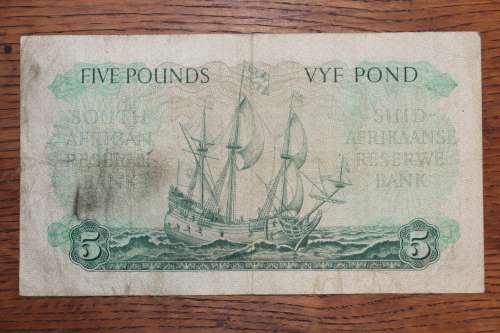 FIVE POUNDS
VYF POND
SOUTH
AFRICAN
RESERVE
BANK
SUID-
AFRIKAANSE
RESERWE
BANK
5
5